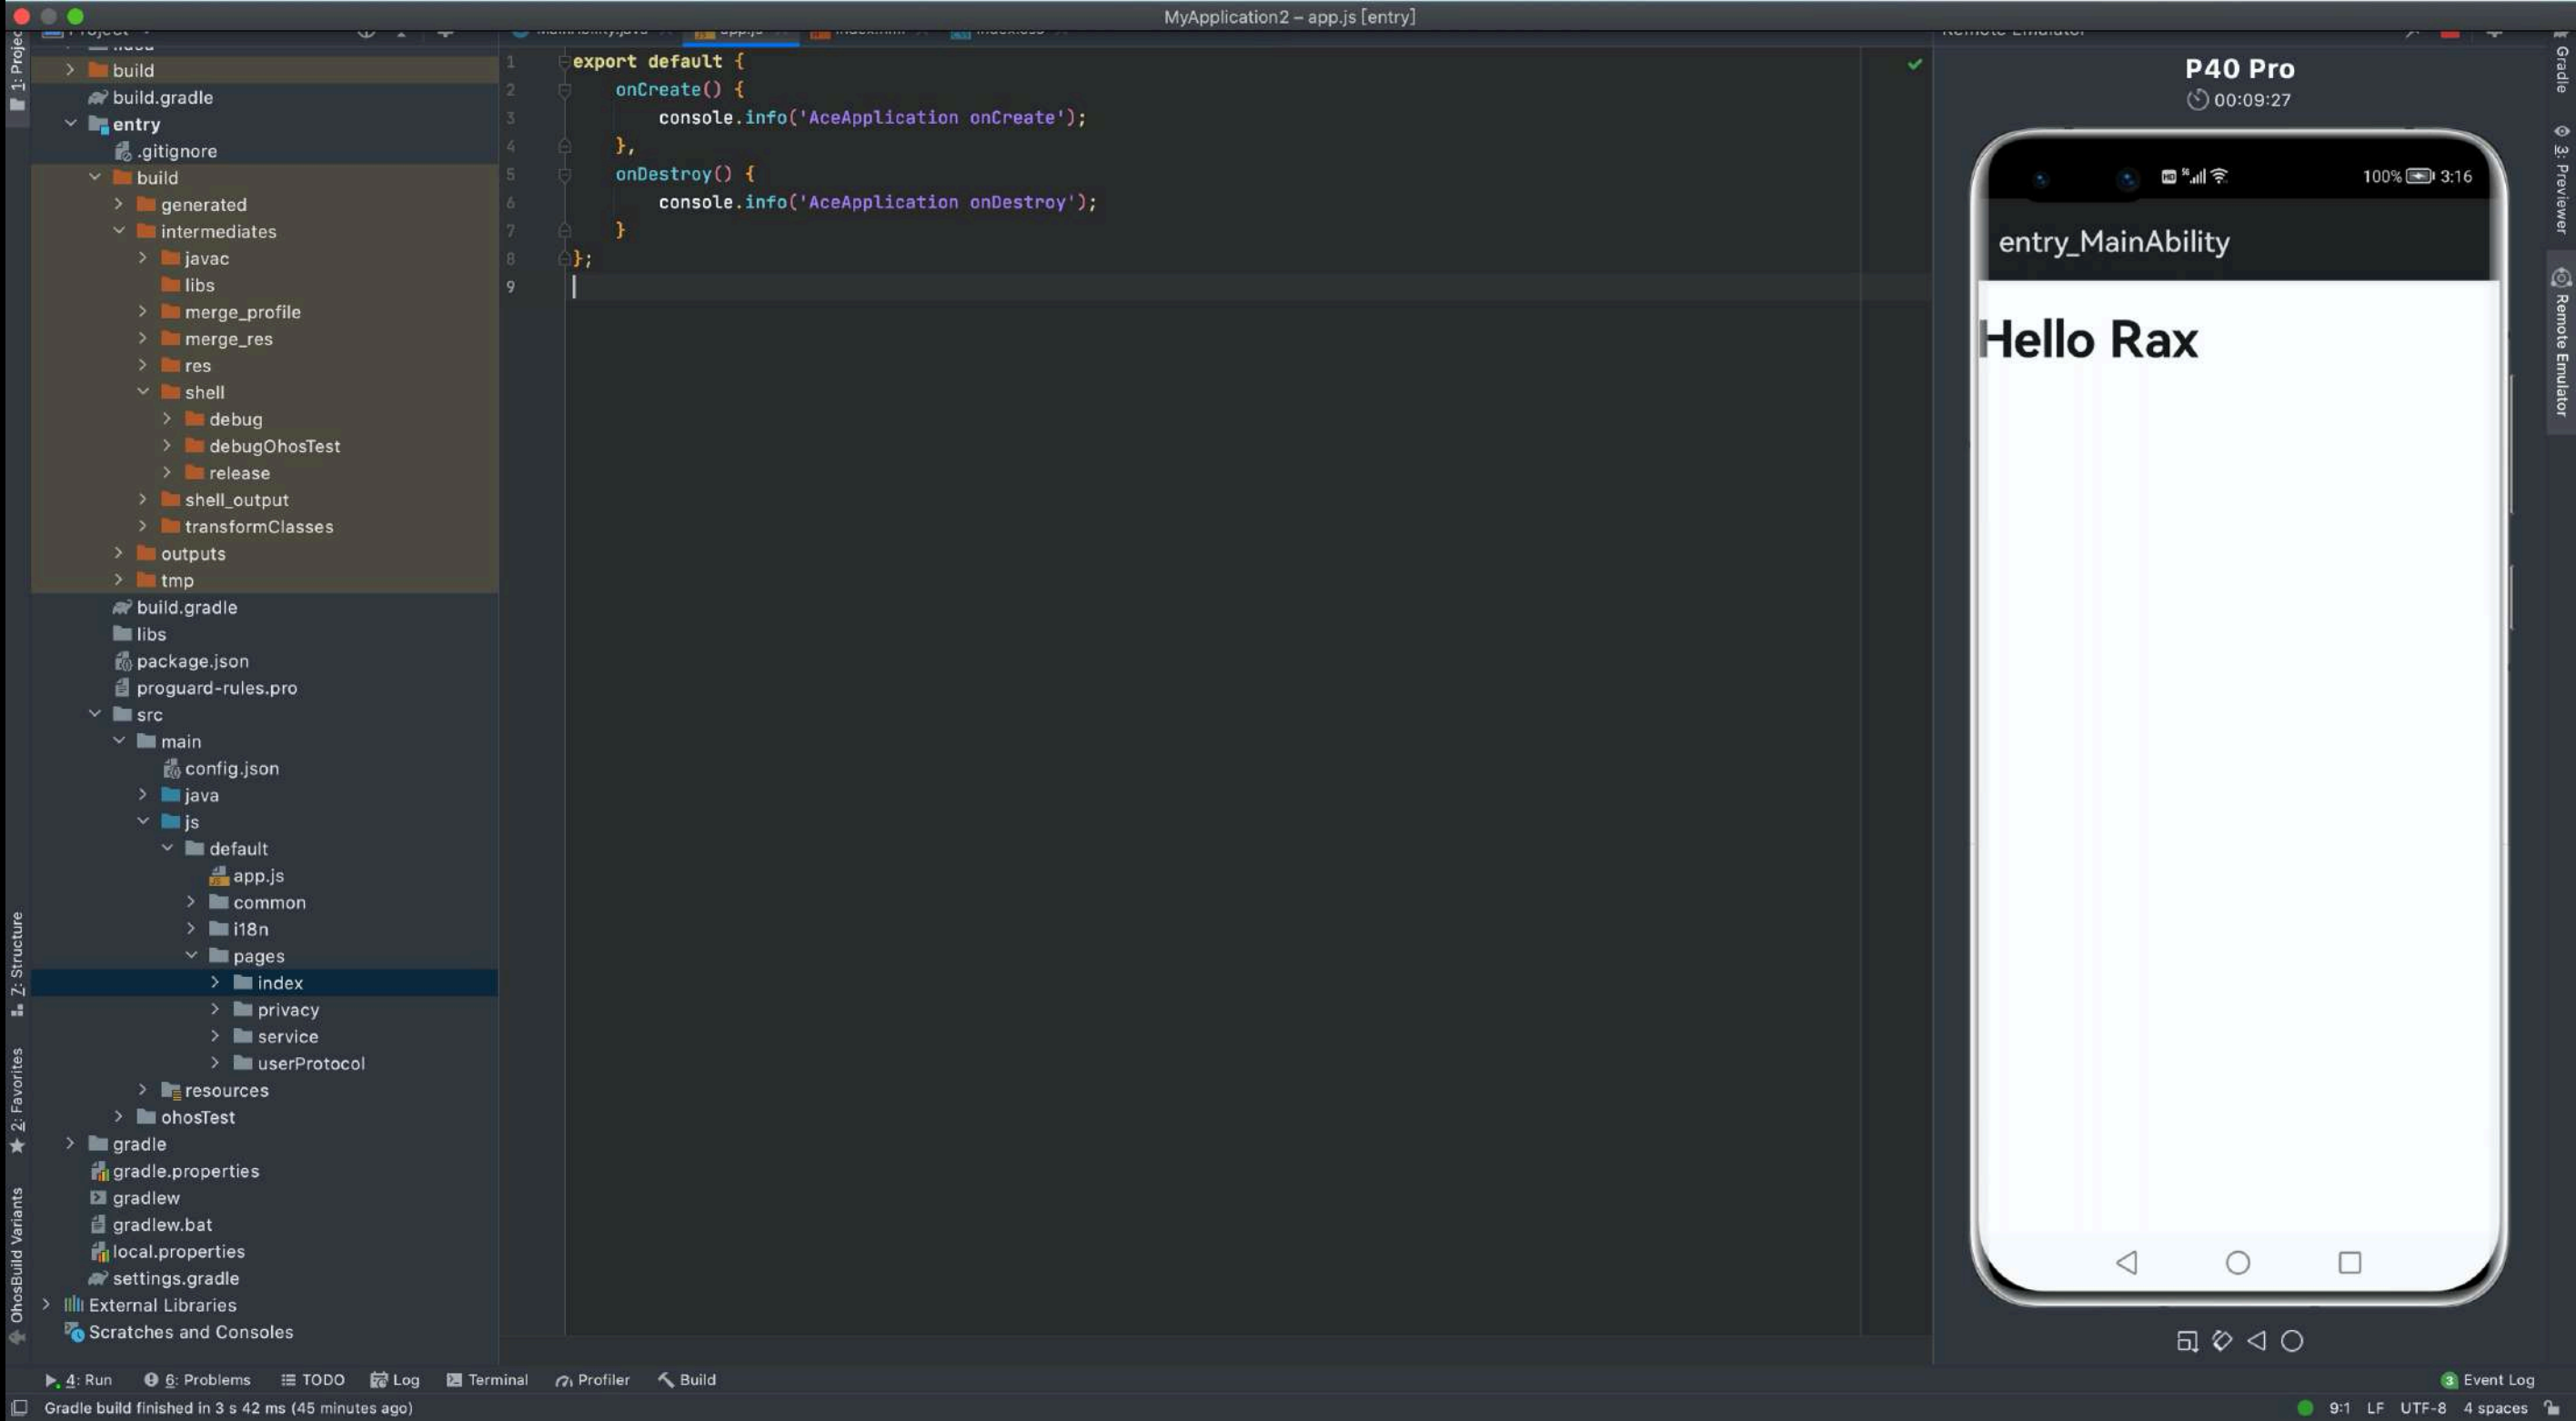 MyApplication2 – app.js [entry]
1: Project
build
build.gradle
entry
.gitignore
build
generated
intermediates
javac
libs
merge_profile
merge_res
res
shell
debug
debugOhosTest
release
shell_output
transformClasses
outputs
tmp
build.gradle
libs
package.json
proguard-rules.pro
src
main
config.json
java
js
default
app.js
common
i18n
pages
index
privacy
service
userProtocol
resources
ohosTest
gradle
gradle.properties
gradlew
gradlew.bat
local.properties
settings.gradle
External Libraries
Scratches and Consoles
Z: Structure
2: Favorites
OhosBuild Variants
1 export default {
2 onCreate() {
3 console.info('AceApplication onCreate');
4 },
5 onDestroy() {
6 console.info('AceApplication onDestroy');
7 }
8 };
9
P40 Pro
00:09:27
HD 5G 100% 3:16
entry_MainAbility
Hello Rax
Gradle
3: Previewer
Remote Emulator
4: Run 6: Problems TODO Log Terminal Profiler Build
3 Event Log
Gradle build finished in 3 s 42 ms (45 minutes ago)
9:1 LF UTF-8 4 spaces